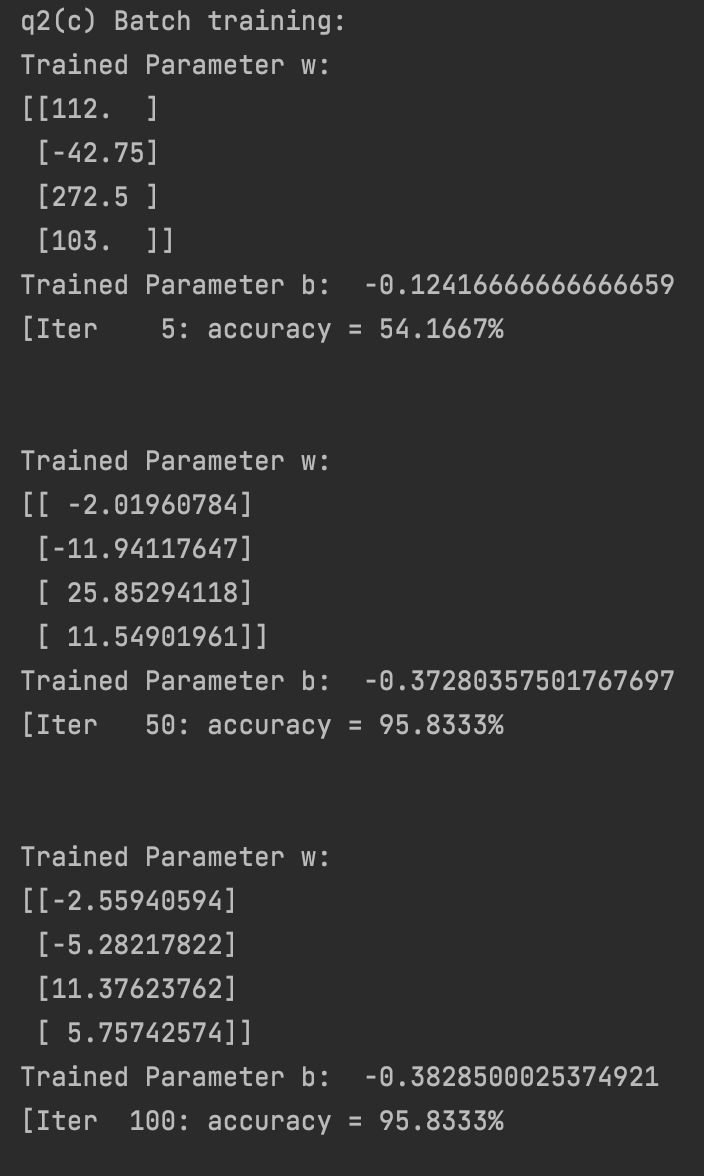 q2(c) Batch training:
Trained Parameter w:
[[112.  ]
 [-42.75]
 [272.5 ]
 [103.  ]]
Trained Parameter b:  -0.12416666666666659
[Iter    5: accuracy = 54.1667%
Trained Parameter w:
[[ -2.01960784]
 [-11.94117647]
 [ 25.85294118]
 [ 11.54901961]]
Trained Parameter b:  -0.37280357501767697
[Iter   50: accuracy = 95.8333%
Trained Parameter w:
[[-2.55940594]
 [-5.28217822]
 [11.37623762]
 [ 5.75742574]]
Trained Parameter b:  -0.3828500025374921
[Iter  100: accuracy = 95.8333%